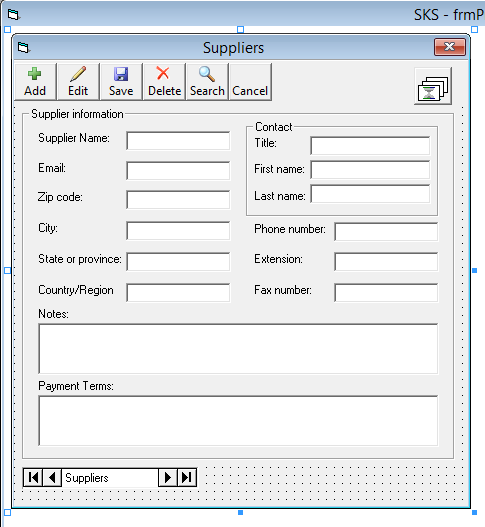 SKS - frmP
Suppliers
Add Edit Save Delete Search Cancel
Supplier information
Supplier Name:
Email:
Zip code:
City:
State or province:
Country/Region
Contact
Title:
First name:
Last name:
Phone number:
Extension:
Fax number:
Notes:
Payment Terms:
Suppliers